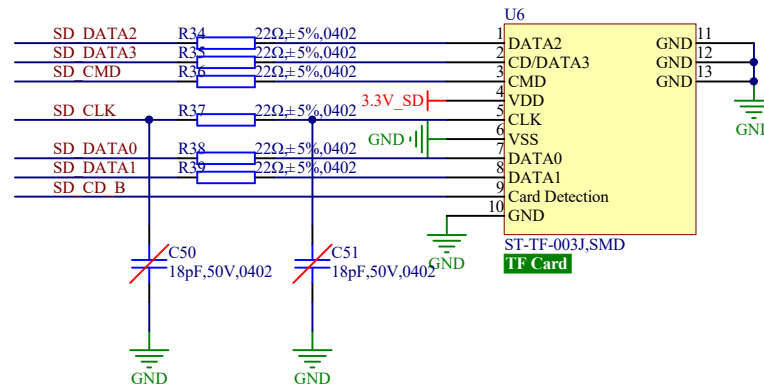 U6
SD_DATA2 R34 22Ω,±5%,0402 1 DATA2 GND 11
SD_DATA3 R35 22Ω,±5%,0402 2 CD/DATA3 GND 12
SD_CMD R36 22Ω,±5%,0402 3 CMD GND 13
3.3V_SD 4 VDD
SD_CLK R37 22Ω,±5%,0402 5 CLK
GND 6 VSS
GND
SD_DATA0 R38 22Ω,±5%,0402 7 DATA0
SD_DATA1 R39 22Ω,±5%,0402 8 DATA1
SD_CD_B 9 Card Detection
10 GND
GND
ST-TF-003J,SMD
TF Card
C50
18pF,50V,0402
C51
18pF,50V,0402
GND
GND